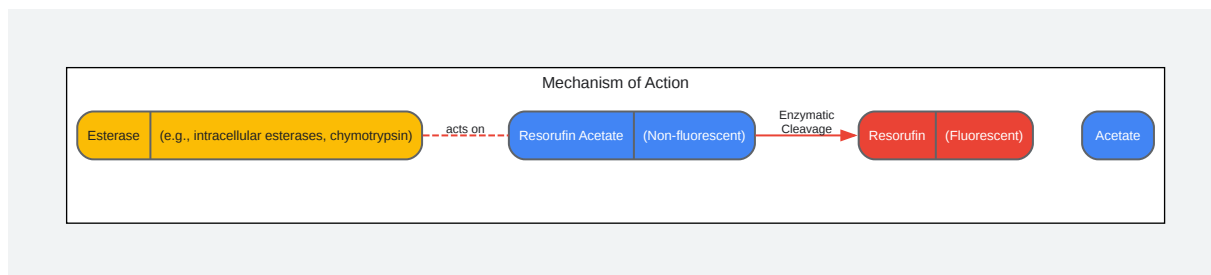 Mechanism of Action
Esterase
(e.g., intracellular esterases, chymotrypsin)
acts on
Resorufin Acetate
(Non-fluorescent)
Enzymatic
Cleavage
Resorufin
(Fluorescent)
Acetate